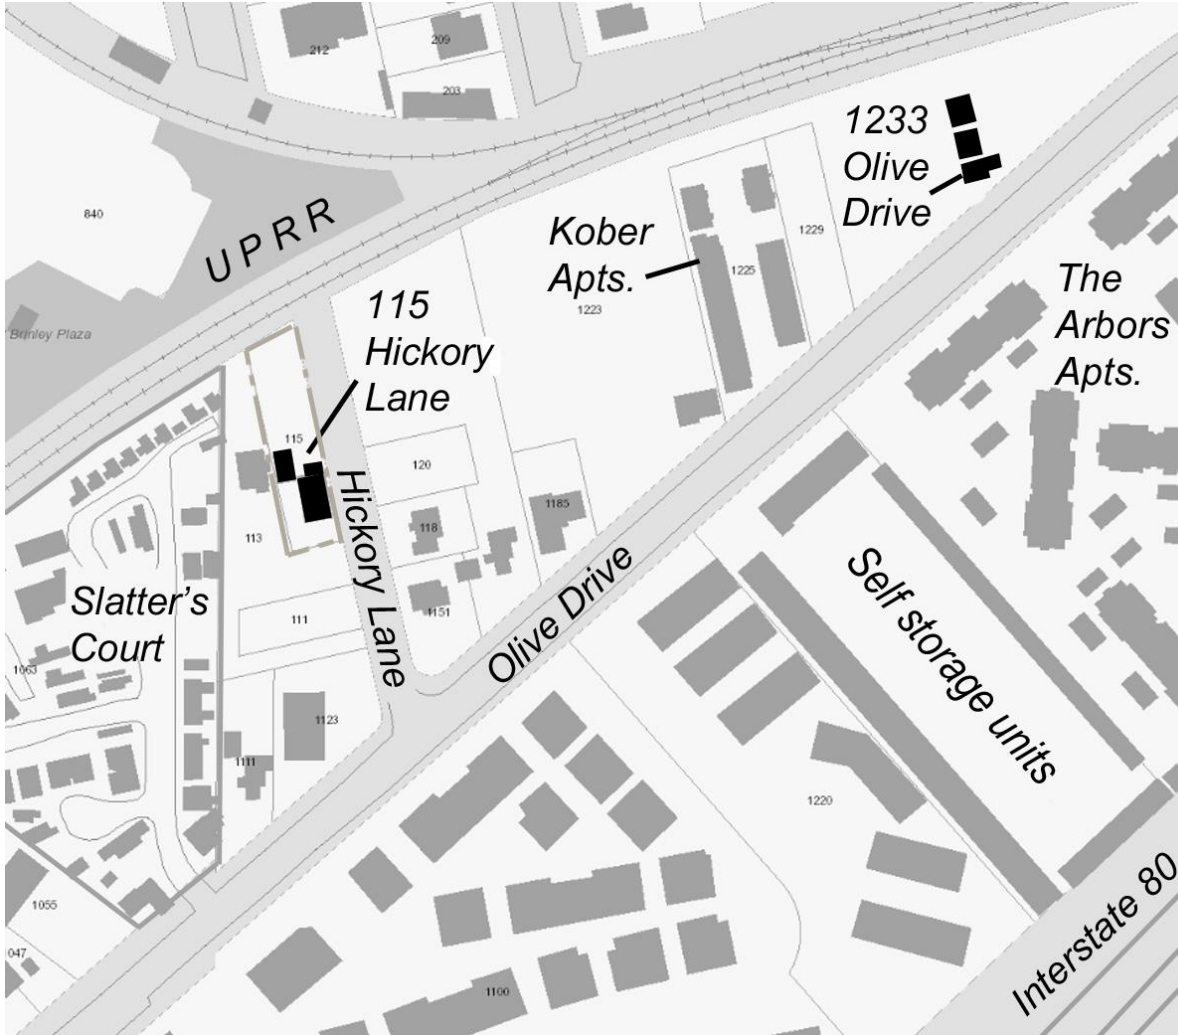 212
209
203
840
UPRR
Brinley Plaza
1233
Olive
Drive
Kober
Apts.
1225
1229
1223
The
Arbors
Apts.
115
Hickory
Lane
115
120
118
1185
113
111
1151
Hickory Lane
Olive Drive
Slatter's
Court
1063
1123
1111
Self storage units
1220
1055
047
1100
Interstate 80